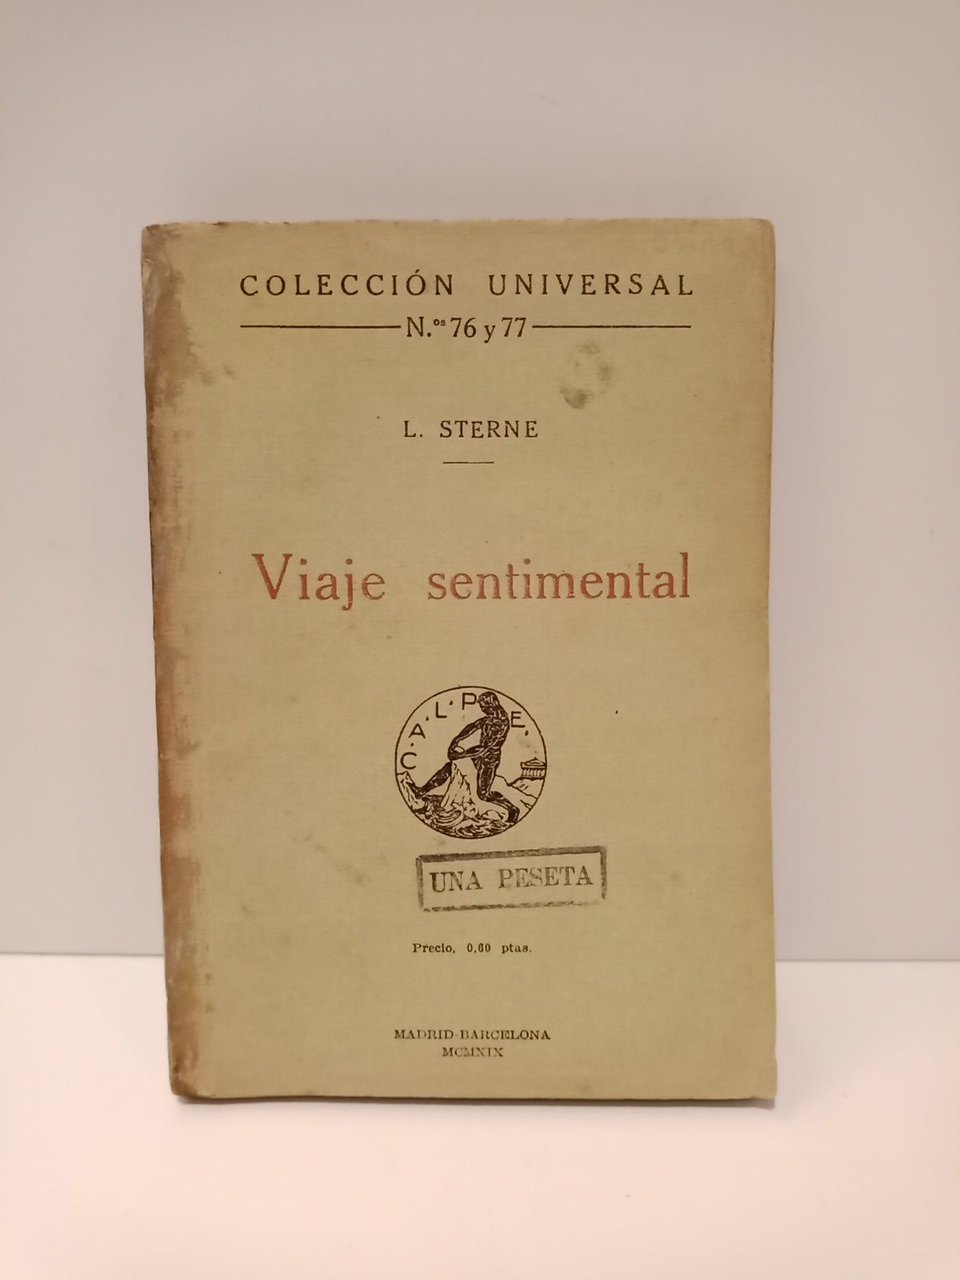 COLECCIÓN UNIVERSAL
N.ᵒˢ 76 y 77
L. STERNE
Viaje sentimental
C.A.L.P.E.
UNA PESETA
Precio, 0,60 ptas.
MADRID-BARCELONA
MCMXIX